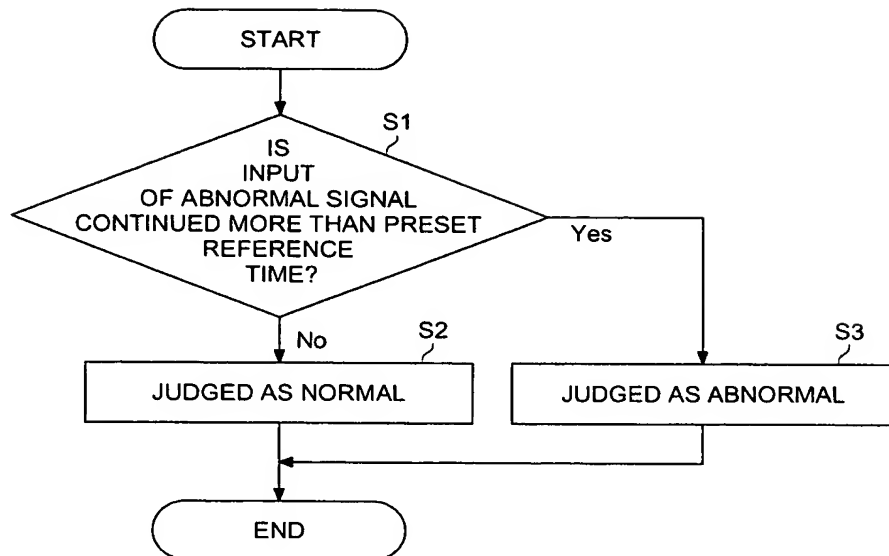 START
S1
IS
INPUT
OF ABNORMAL SIGNAL
CONTINUED MORE THAN PRESET
REFERENCE
TIME?
Yes
No
S2
S3
JUDGED AS NORMAL
JUDGED AS ABNORMAL
END